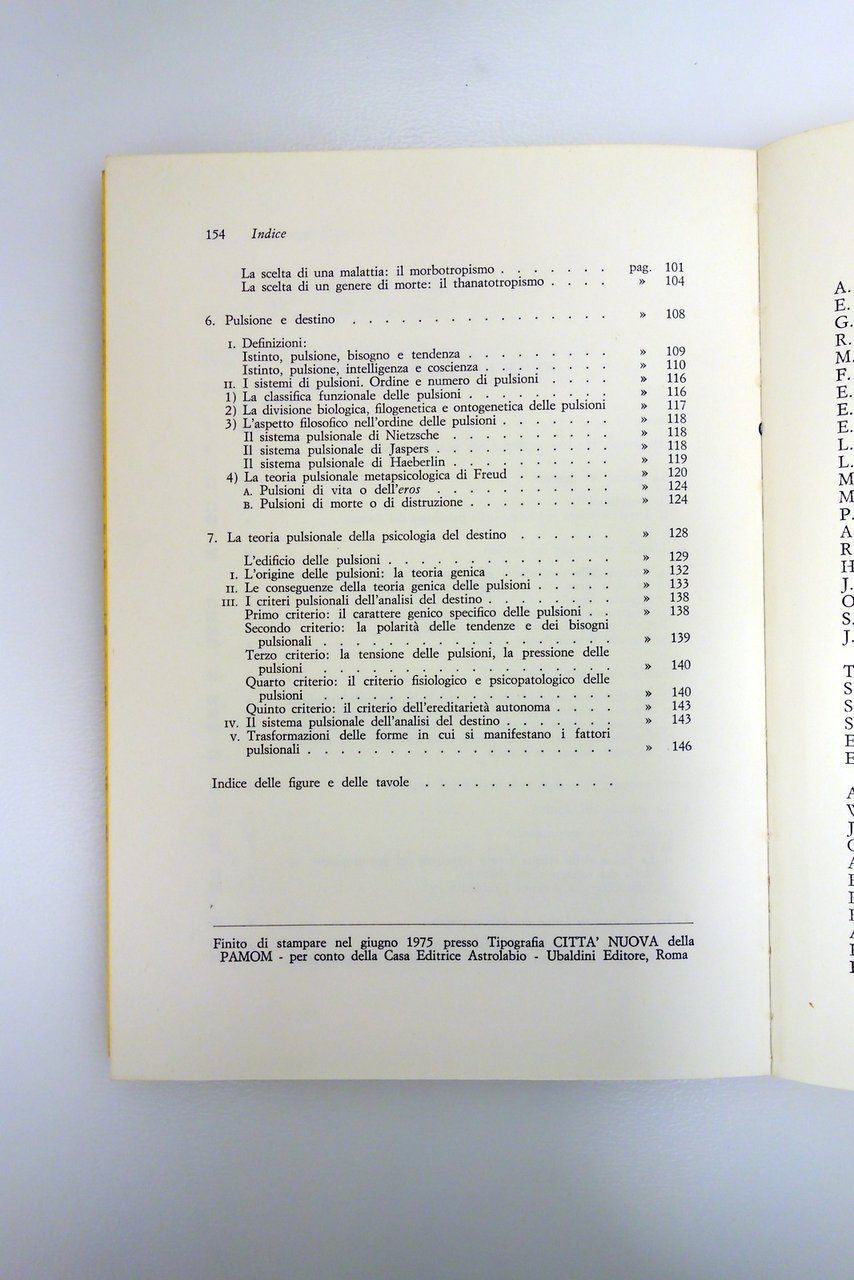 154 Indice
La scelta di una malattia: il morbotropismo . . . . . . . pag. 101
La scelta di un genere di morte: il thanatotropismo . . . . » 104
6. Pulsione e destino . . . . . . . . . . . . . . . . » 108
I. Definizioni:
Istinto, pulsione, bisogno e tendenza . . . . . . . . . » 109
Istinto, pulsione, intelligenza e coscienza . . . . . . . . » 110
II. I sistemi di pulsioni. Ordine e numero di pulsioni . . . . » 116
1) La classifica funzionale delle pulsioni . . . . . . . . . » 116
2) La divisione biologica, filogenetica e ontogenetica delle pulsioni » 117
3) L'aspetto filosofico nell'ordine delle pulsioni . . . . . . . » 118
Il sistema pulsionale di Nietzsche . . . . . . . . . . » 118
Il sistema pulsionale di Jaspers . . . . . . . . . . . » 118
Il sistema pulsionale di Haeberlin . . . . . . . . . . » 119
4) La teoria pulsionale metapsicologica di Freud . . . . . . » 120
A. Pulsioni di vita o dell'eros . . . . . . . . . . . » 124
B. Pulsioni di morte o di distruzione . . . . . . . . . » 124
7. La teoria pulsionale della psicologia del destino . . . . . . » 128
L'edificio delle pulsioni . . . . . . . . . . . . . . » 129
I. L'origine delle pulsioni: la teoria genica . . . . . . . » 132
II. Le conseguenze della teoria genica delle pulsioni . . . . . » 133
III. I criteri pulsionali dell'analisi del destino . . . . . . . . » 138
Primo criterio: il carattere genico specifico delle pulsioni . . » 138
Secondo criterio: la polarità delle tendenze e dei bisogni
pulsionali . . . . . . . . . . . . . . . . . . » 139
Terzo criterio: la tensione delle pulsioni, la pressione delle
pulsioni . . . . . . . . . . . . . . . . . . » 140
Quarto criterio: il criterio fisiologico e psicopatologico delle
pulsioni . . . . . . . . . . . . . . . . . . » 140
Quinto criterio: il criterio dell'ereditarietà autonoma . . . . » 143
IV. Il sistema pulsionale dell'analisi del destino . . . . . . . » 143
V. Trasformazioni delle forme in cui si manifestano i fattori
pulsionali . . . . . . . . . . . . . . . . . . . » 146
Indice delle figure e delle tavole . . . . . . . . . . . .
Finito di stampare nel giugno 1975 presso Tipografia CITTA' NUOVA della
PAMOM - per conto della Casa Editrice Astrolabio - Ubaldini Editore, Roma
A.
E.
G.
R.
M.
F.
E.
E.
E.
L.
L.
M
M
P.
A
R
H
J.
O
S.
J.
T
S
S
S
E
E